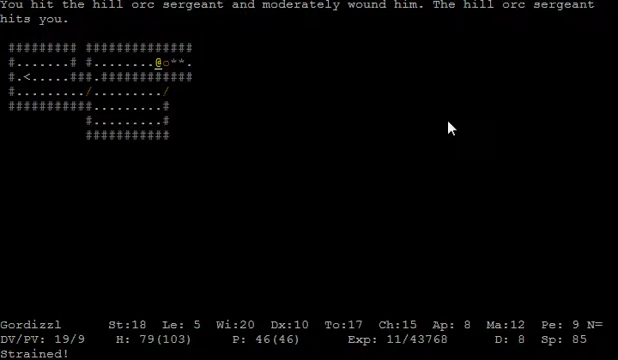 You hit the hill orc sergeant and moderately wound him. The hill orc sergeant
hits you.
######### ##############
#.......# #........@o**.
#.<.....###.############
#........./........./
###########.........#
#.........#
###########
Gordizzl St:18 Le: 5 Wi:20 Dx:10 To:17 Ch:15 Ap: 8 Ma:12 Pe: 9 N=
DV/PV: 19/9 H: 79(103) P: 46(46) Exp: 11/43768 D: 8 Sp: 85
Strained!